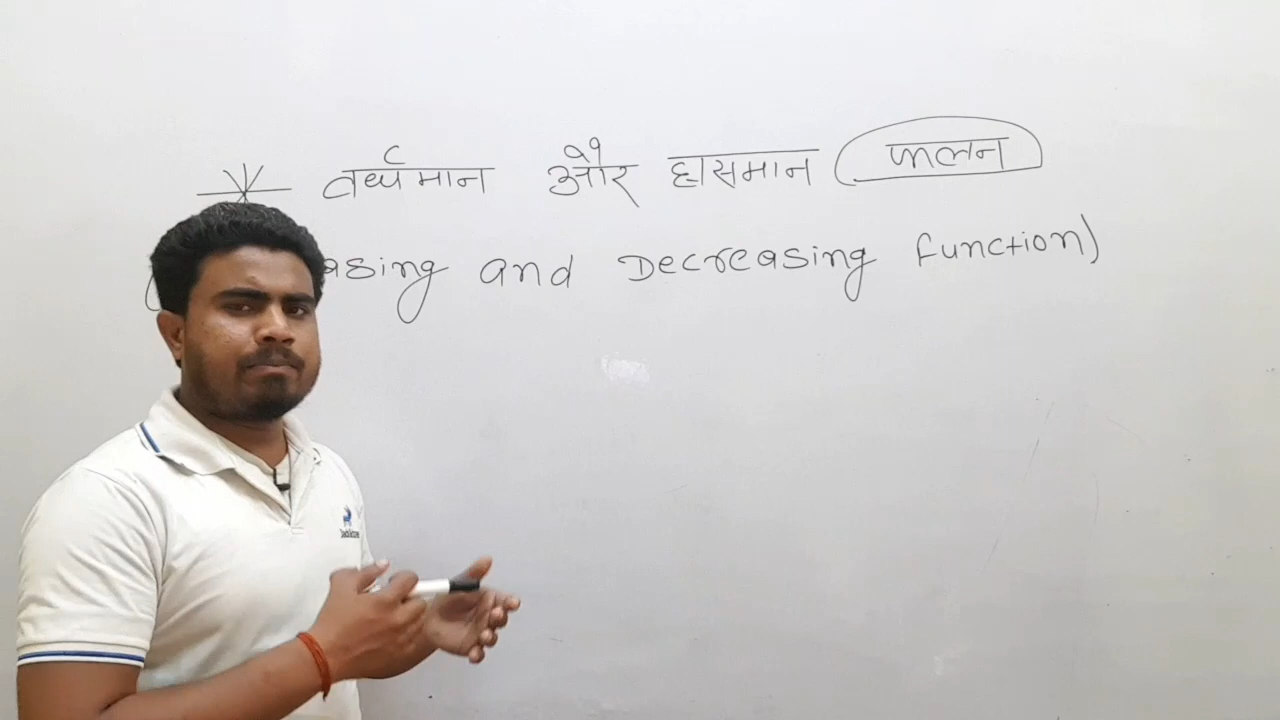 वर्धमान और ह्रासमान फलन
asing and Decreasing function)